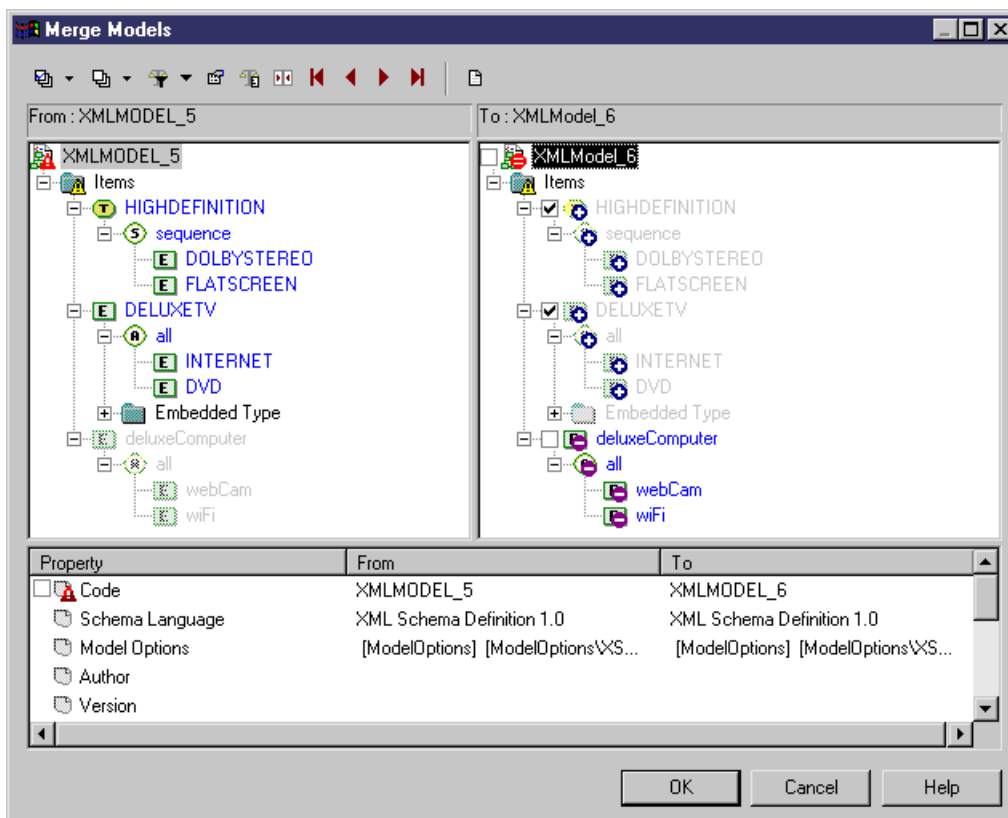 Merge Models
From : XMLMODEL_5
To : XMLModel_6
XMLMODEL_5
Items
T HIGHDEFINITION
S sequence
E DOLBYSTEREO
E FLATSCREEN
E DELUXETV
A all
E INTERNET
E DVD
Embedded Type
E deluxeComputer
A all
E webCam
E wiFi
XMLModel_6
Items
HIGHDEFINITION
sequence
DOLBYSTEREO
FLATSCREEN
DELUXETV
all
INTERNET
DVD
Embedded Type
deluxeComputer
all
webCam
wiFi
Property From To
Code XMLMODEL_5 XMLMODEL_6
Schema Language XML Schema Definition 1.0 XML Schema Definition 1.0
Model Options [ModelOptions] [ModelOptions\XS... [ModelOptions] [ModelOptions\XS...
Author
Version
OK Cancel Help